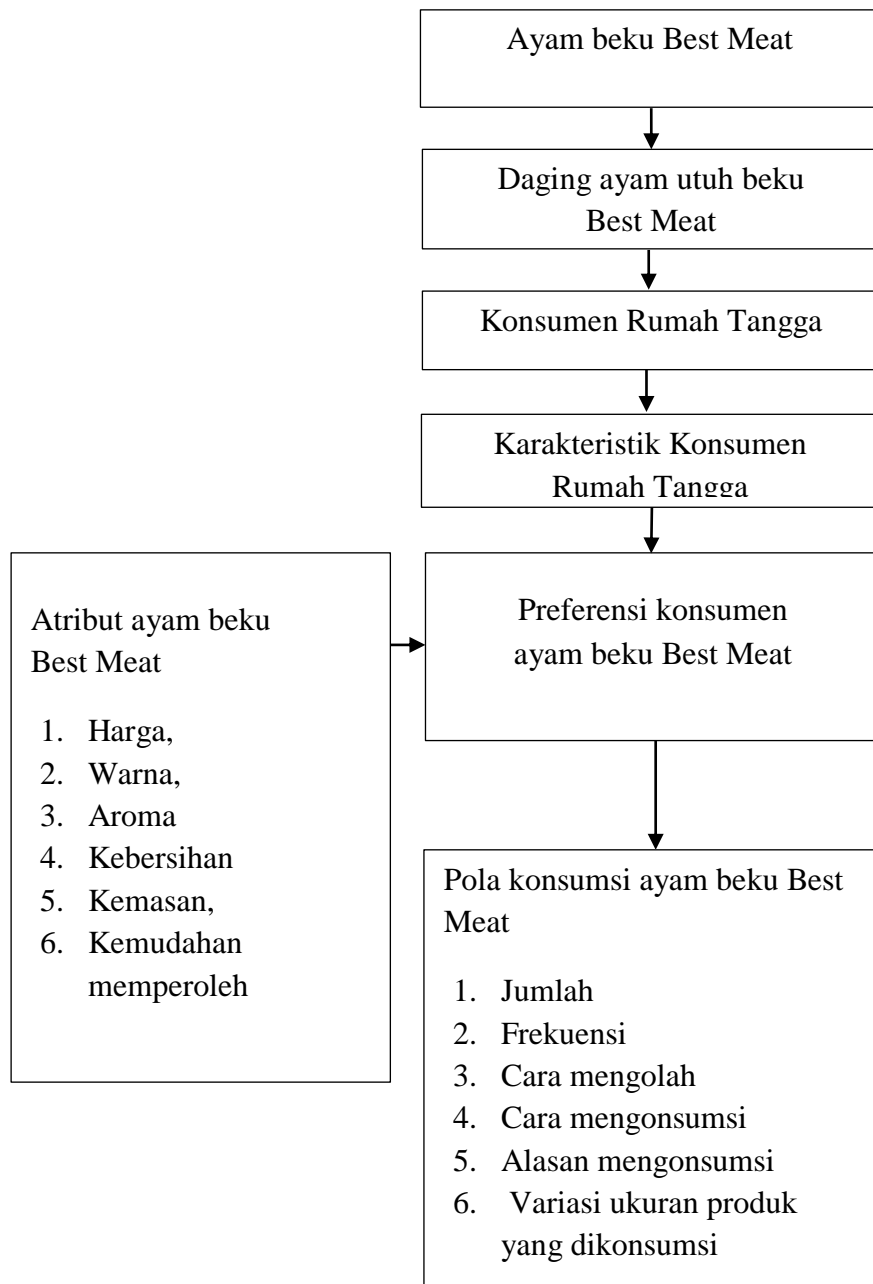 Ayam beku Best Meat
Daging ayam utuh beku
Best Meat
Konsumen Rumah Tangga
Karakteristik Konsumen
Rumah Tangga
Atribut ayam beku
Best Meat
1. Harga,
2. Warna,
3. Aroma
4. Kebersihan
5. Kemasan,
6. Kemudahan
memperoleh
Preferensi konsumen
ayam beku Best Meat
Pola konsumsi ayam beku Best
Meat
1. Jumlah
2. Frekuensi
3. Cara mengolah
4. Cara mengonsumsi
5. Alasan mengonsumsi
6. Variasi ukuran produk
yang dikonsumsi